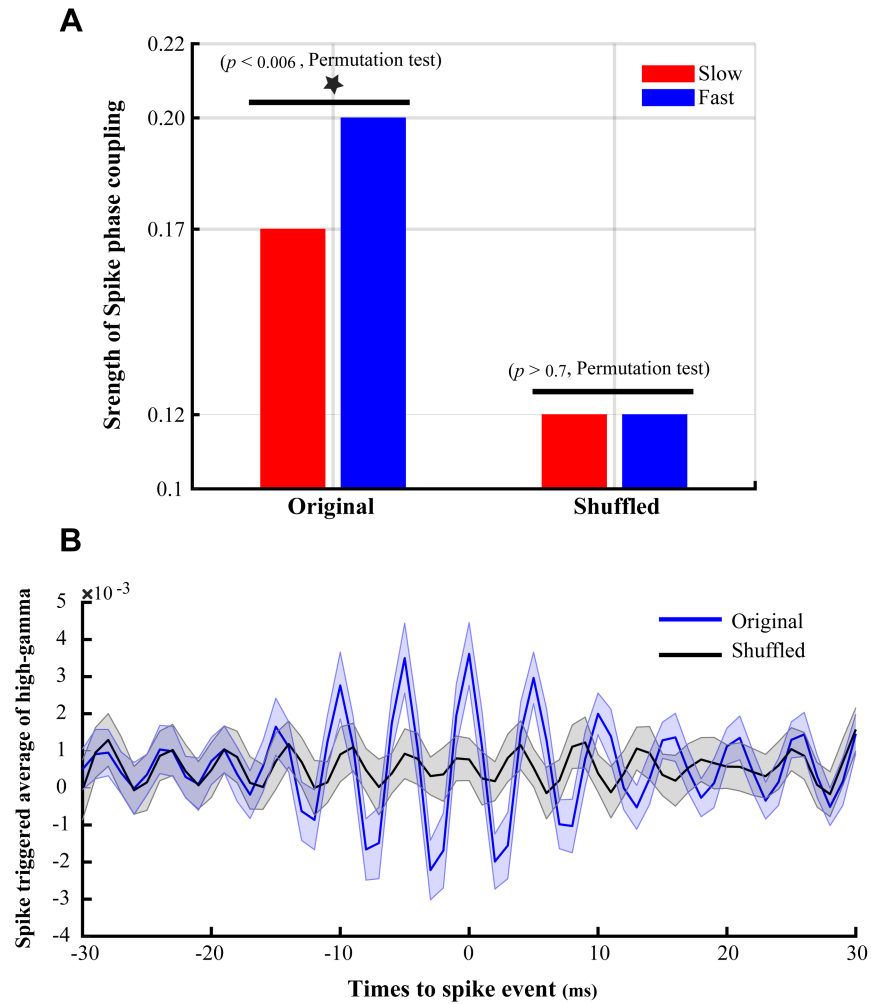 A
0.22
(p < 0.006 , Permutation test)
★
Slow
Fast
0.20
0.17
(p > 0.7, Permutation test)
0.12
0.1
Original
Shuffled
Srength of Spike phase coupling
B
×10 -3
5
4
3
2
1
0
-1
-2
-3
-4
Original
Shuffled
Spike triggered average of high-gamma
-30
-20
-10
0
10
20
30
Times to spike event (ms)